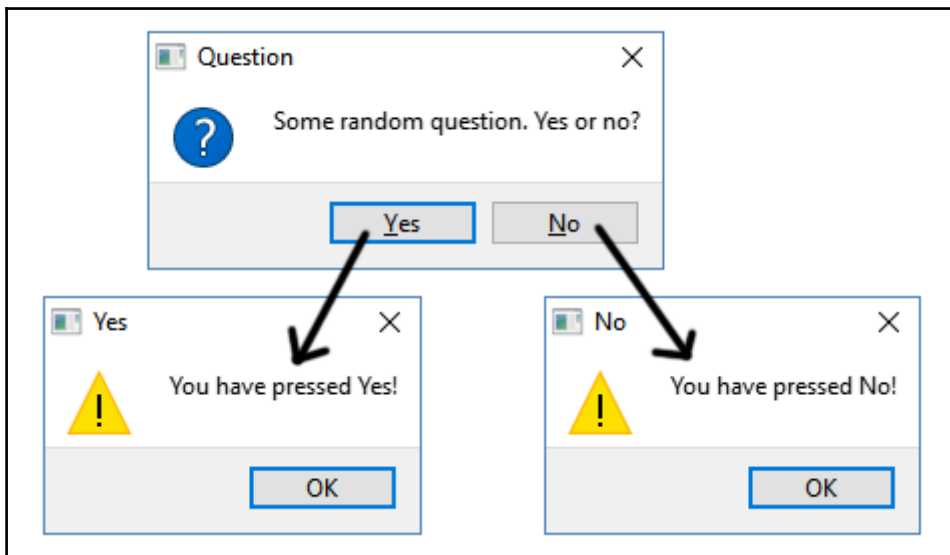 Question
Some random question. Yes or no?
Yes No
Yes
You have pressed Yes!
OK
No
You have pressed No!
OK